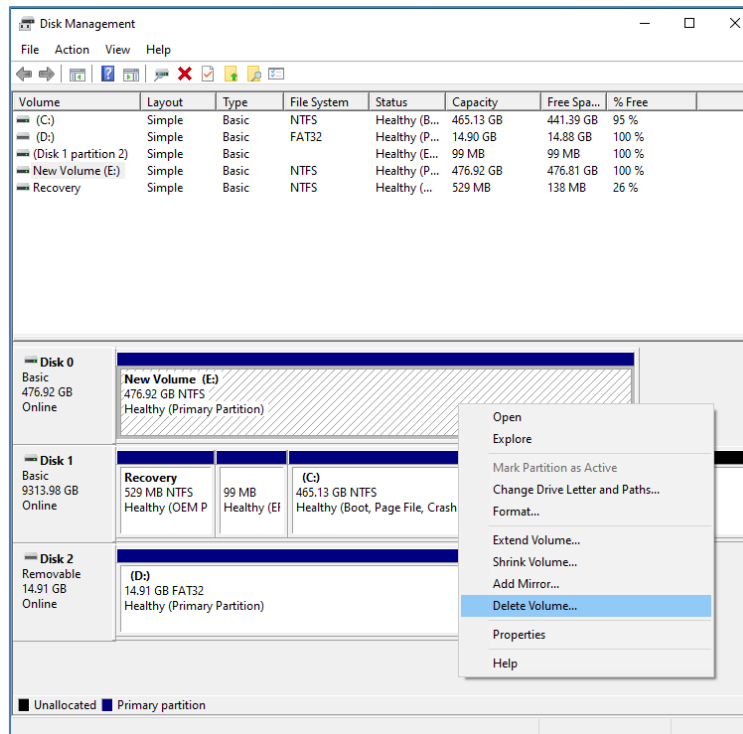 Disk Management
File Action View Help
Volume Layout Type File System Status Capacity Free Spa... % Free
(C:) Simple Basic NTFS Healthy (B... 465.13 GB 441.39 GB 95 %
(D:) Simple Basic FAT32 Healthy (P... 14.90 GB 14.88 GB 100 %
(Disk 1 partition 2) Simple Basic Healthy (E... 99 MB 99 MB 100 %
New Volume (E:) Simple Basic NTFS Healthy (P... 476.92 GB 476.81 GB 100 %
Recovery Simple Basic NTFS Healthy (... 529 MB 138 MB 26 %
Disk 0
Basic
476.92 GB
Online
New Volume (E:)
476.92 GB NTFS
Healthy (Primary Partition)
Disk 1
Basic
9313.98 GB
Online
Recovery
529 MB NTFS
Healthy (OEM P
99 MB
Healthy (EF
(C:)
465.13 GB NTFS
Healthy (Boot, Page File, Crash
Disk 2
Removable
14.91 GB
Online
(D:)
14.91 GB FAT32
Healthy (Primary Partition)
Open
Explore
Mark Partition as Active
Change Drive Letter and Paths...
Format...
Extend Volume...
Shrink Volume...
Add Mirror...
Delete Volume...
Properties
Help
Unallocated Primary partition